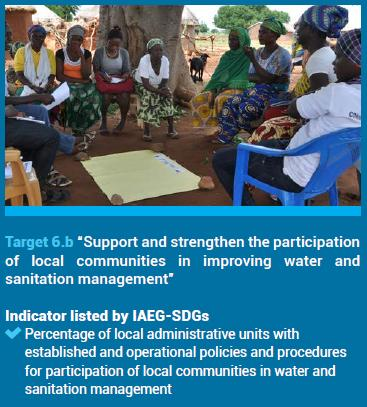 Target 6.b “Support and strengthen the participation
of local communities in improving water and
sanitation management”
Indicator listed by IAEG-SDGs
Percentage of local administrative units with
established and operational policies and procedures
for participation of local communities in water and
sanitation management